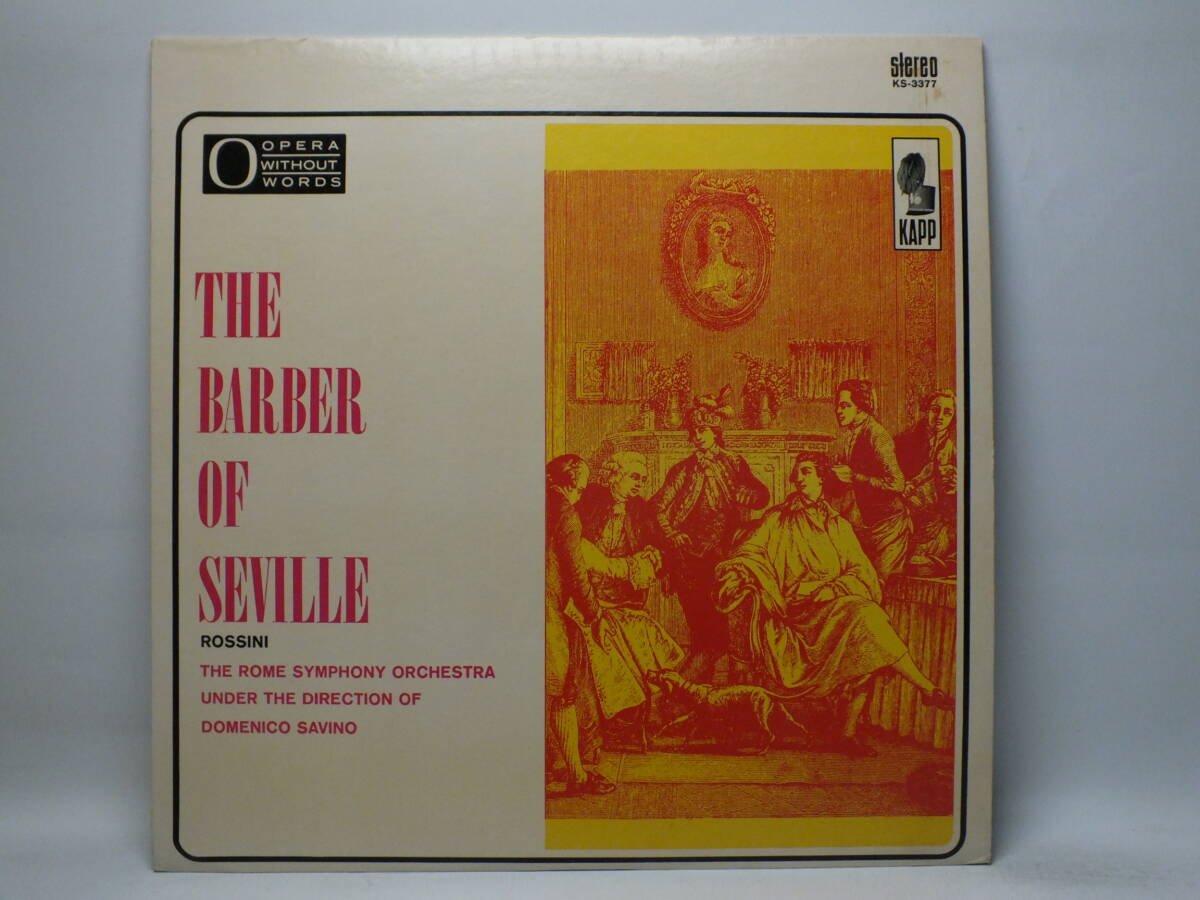 stereo
KS-3377
OPERA
WITHOUT
WORDS
KAPP
THE
BARBER
OF
SEVILLE
ROSSINI
THE ROME SYMPHONY ORCHESTRA
UNDER THE DIRECTION OF
DOMENICO SAVINO